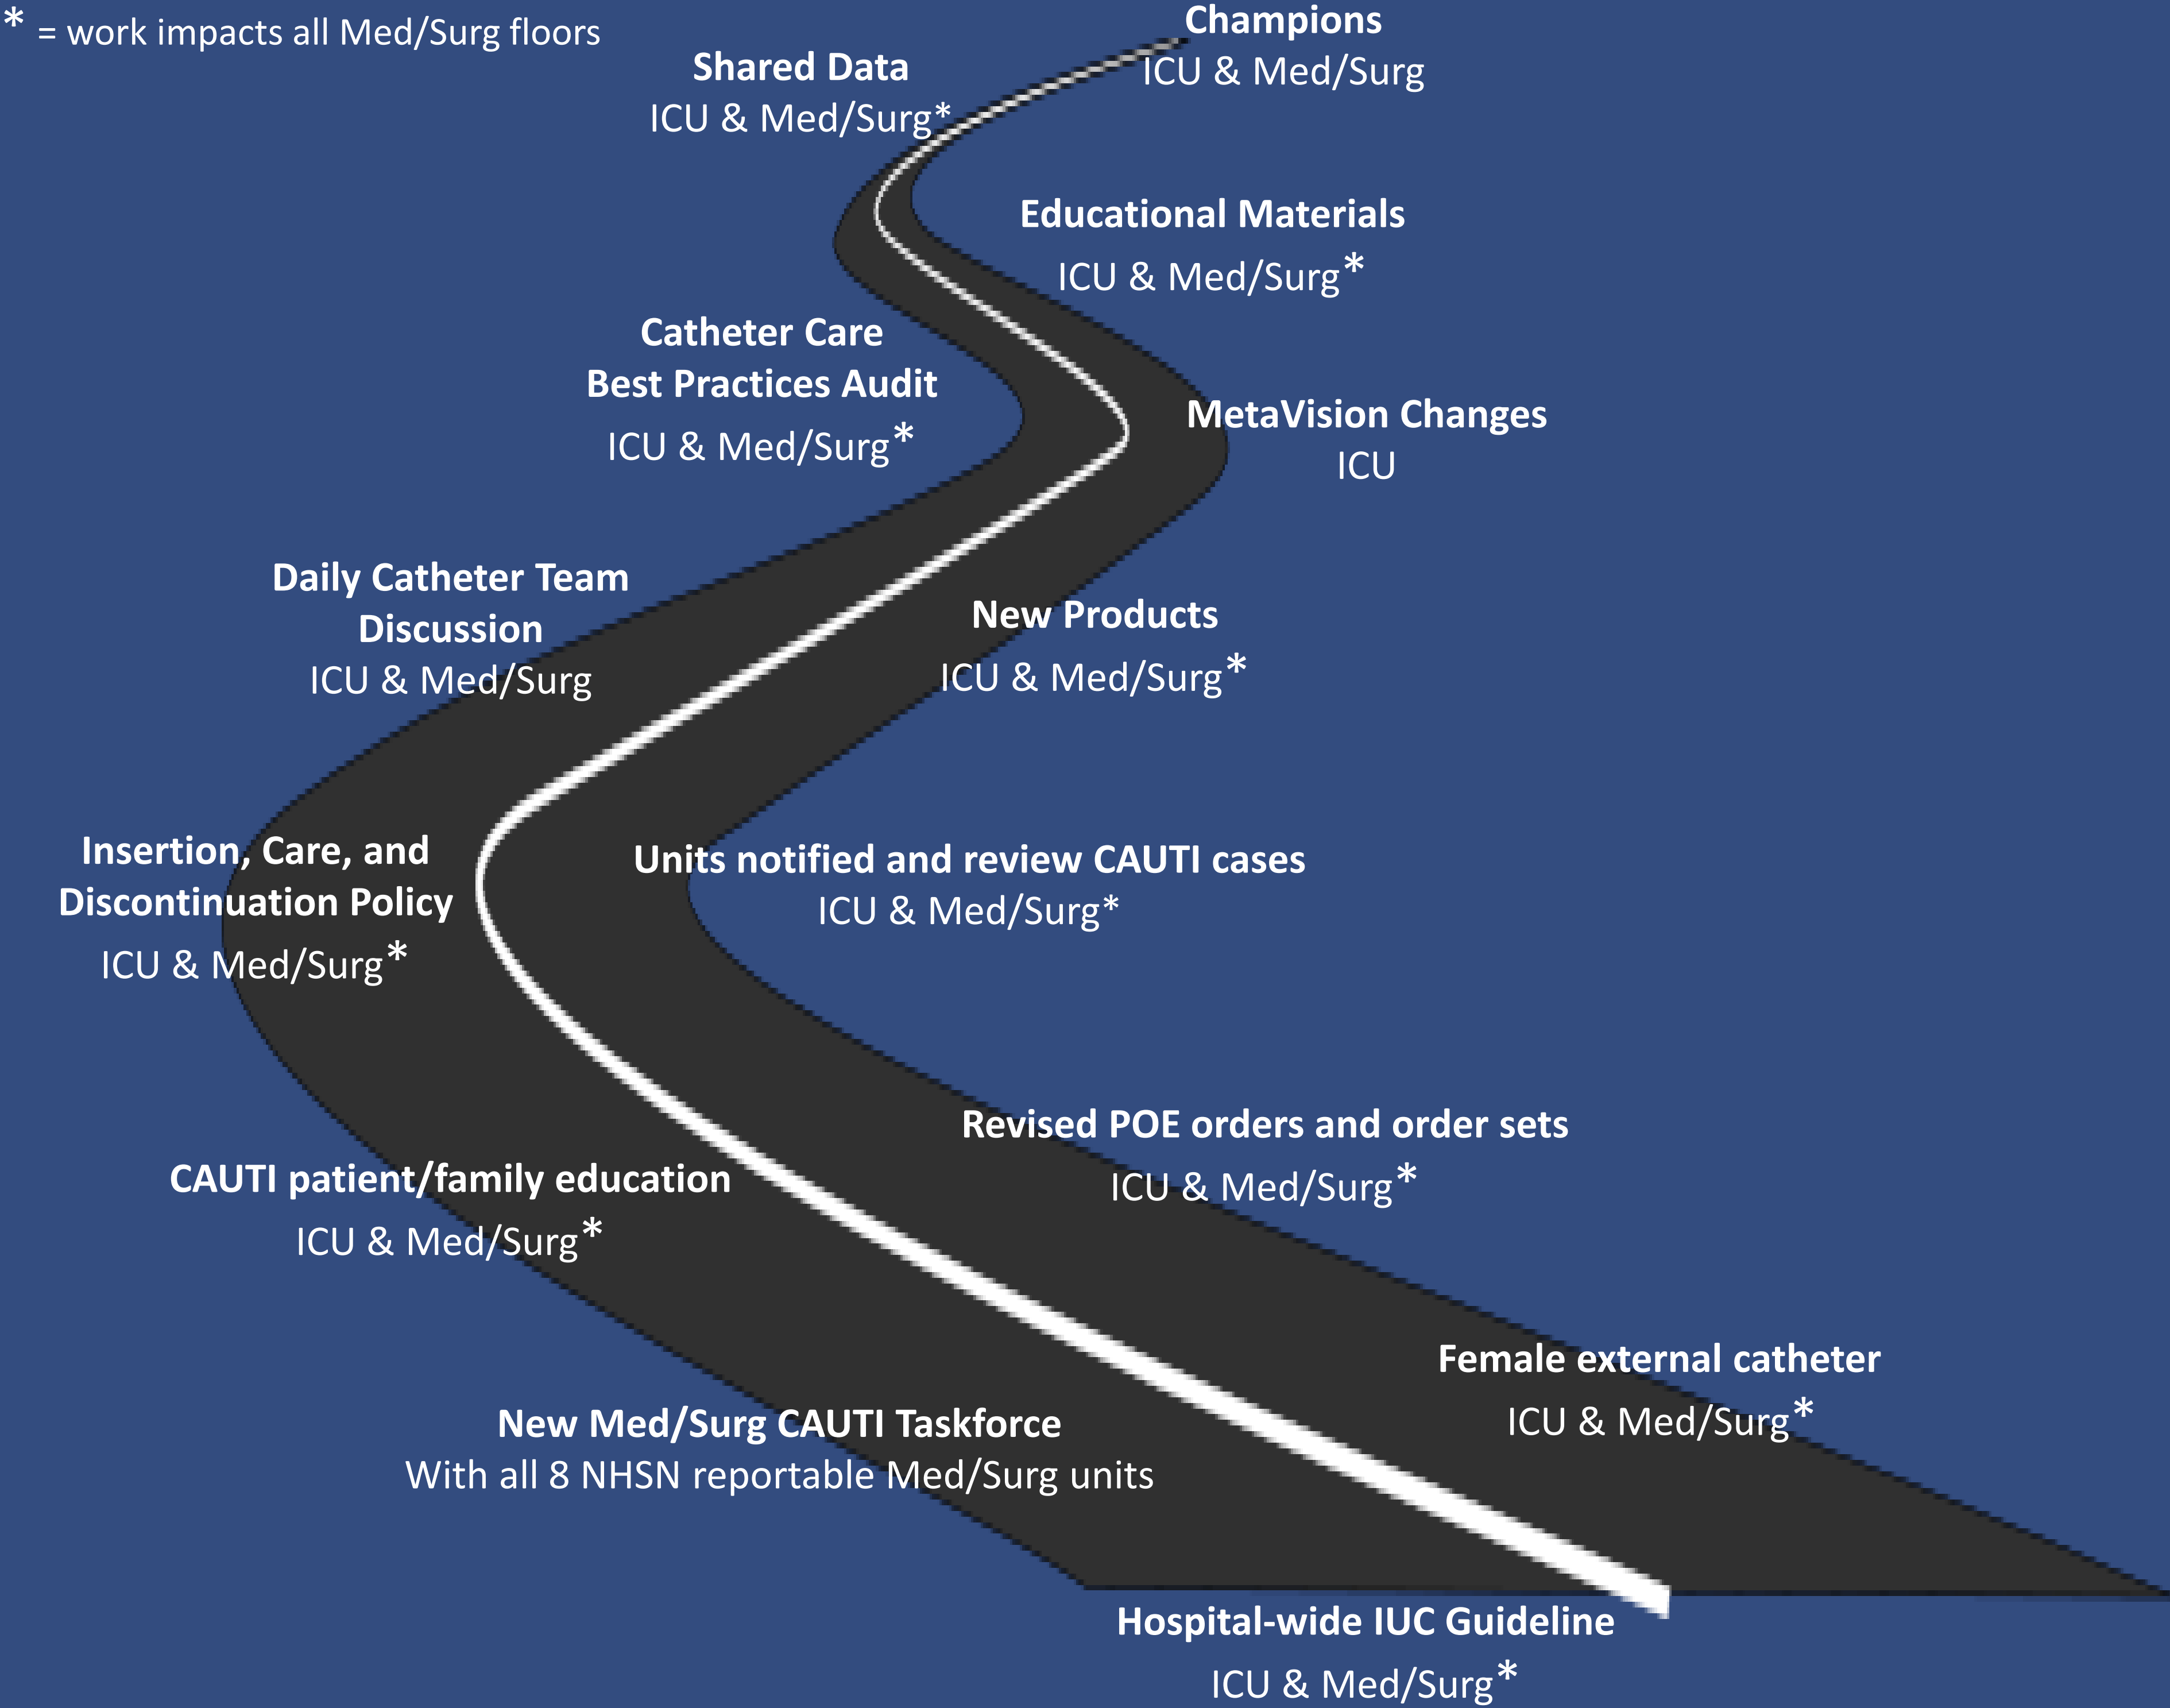 * = work impacts all Med/Surg floors
Champions
ICU & Med/Surg
Shared Data
ICU & Med/Surg*
Educational Materials
ICU & Med/Surg*
Catheter Care
Best Practices Audit
ICU & Med/Surg*
MetaVision Changes
ICU
Daily Catheter Team
Discussion
ICU & Med/Surg
New Products
ICU & Med/Surg*
Insertion, Care, and
Discontinuation Policy
ICU & Med/Surg*
Units notified and review CAUTI cases
ICU & Med/Surg*
Revised POE orders and order sets
ICU & Med/Surg*
CAUTI patient/family education
ICU & Med/Surg*
Female external catheter
ICU & Med/Surg*
New Med/Surg CAUTI Taskforce
With all 8 NHSN reportable Med/Surg units
Hospital-wide IUC Guideline
ICU & Med/Surg*